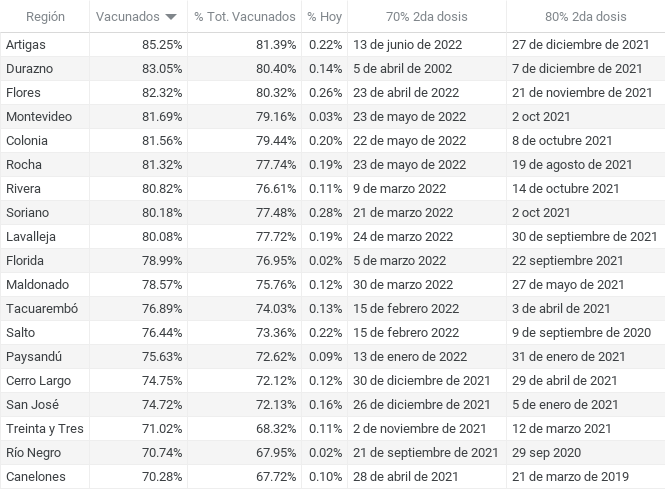 Región Vacunados % Tot. Vacunados % Hoy 70% 2da dosis 80% 2da dosis
Artigas 85.25% 81.39% 0.22% 13 de junio de 2022 27 de diciembre de 2021
Durazno 83.05% 80.40% 0.14% 5 de abril de 2002 7 de diciembre de 2021
Flores 82.32% 80.32% 0.26% 23 de abril de 2022 21 de noviembre de 2021
Montevideo 81.69% 79.16% 0.03% 23 de mayo de 2022 2 oct 2021
Colonia 81.56% 79.44% 0.20% 22 de mayo de 2022 8 de octubre 2021
Rocha 81.32% 77.74% 0.19% 23 de mayo de 2022 19 de agosto de 2021
Rivera 80.82% 76.61% 0.11% 9 de marzo 2022 14 de octubre 2021
Soriano 80.18% 77.48% 0.28% 21 de marzo 2022 2 oct 2021
Lavalleja 80.08% 77.72% 0.19% 24 de marzo 2022 30 de septiembre de 2021
Florida 78.99% 76.95% 0.02% 5 de marzo 2022 22 septiembre 2021
Maldonado 78.57% 75.76% 0.12% 30 de marzo 2022 27 de mayo de 2021
Tacuarembó 76.89% 74.03% 0.13% 15 de febrero 2022 3 de abril de 2021
Salto 76.44% 73.36% 0.22% 15 de febrero 2022 9 de septiembre de 2020
Paysandú 75.63% 72.62% 0.09% 13 de enero 2022 31 de enero de 2021
Cerro Largo 74.75% 72.12% 0.12% 30 de diciembre de 2021 29 de abril de 2021
San José 74.72% 72.13% 0.16% 26 de diciembre de 2021 5 de enero de 2021
Treinta y Tres 71.02% 68.32% 0.11% 2 de noviembre de 2021 12 de marzo 2021
Río Negro 70.74% 67.95% 0.02% 21 de septiembre de 2021 29 sep 2020
Canelones 70.28% 67.72% 0.10% 28 de abril de 2021 21 de marzo de 2019